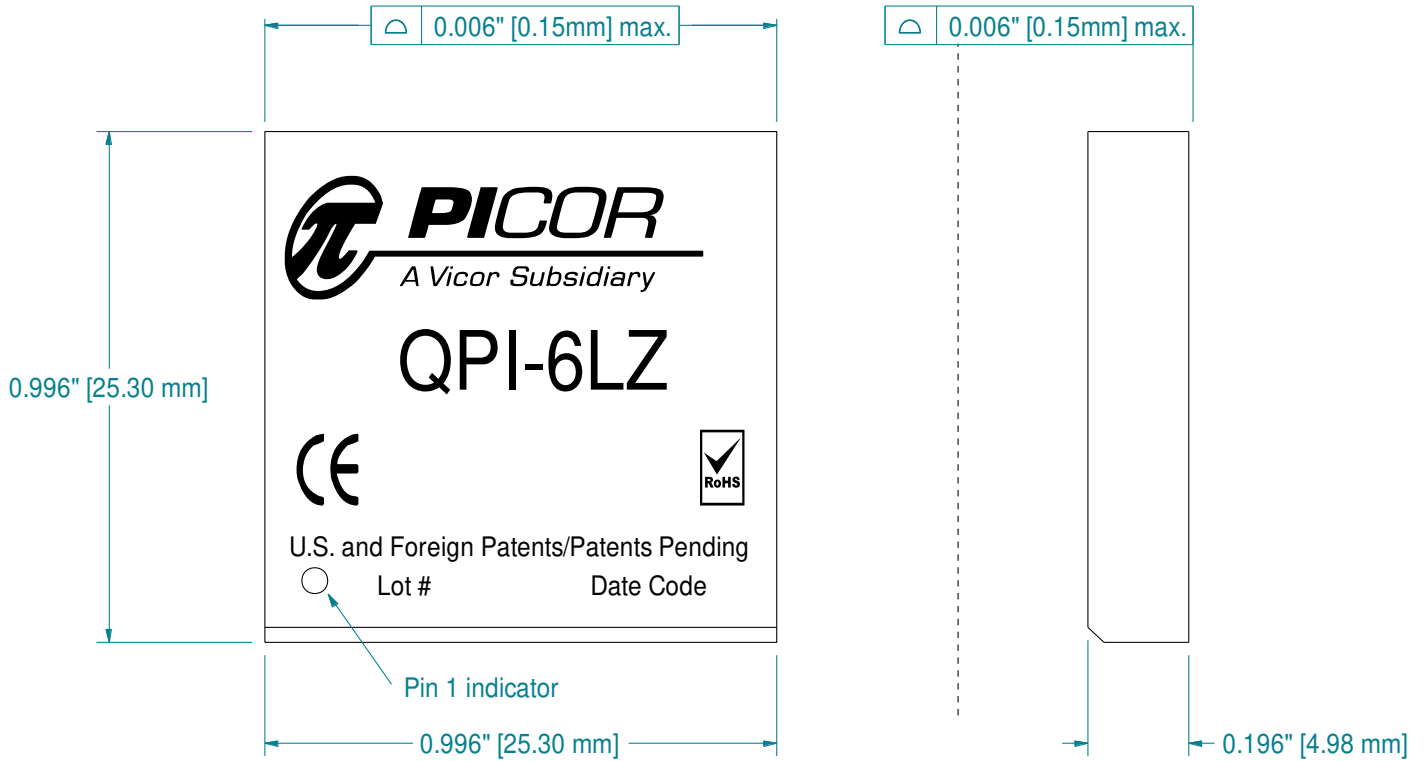 0.006" [0.15mm] max.
0.006" [0.15mm] max.
π PICOR
A Vicor Subsidiary
QPI-6LZ
0.996" [25.30 mm]
CE
RoHS
U.S. and Foreign Patents/Patents Pending
Lot # Date Code
Pin 1 indicator
0.996" [25.30 mm]
0.196" [4.98 mm]